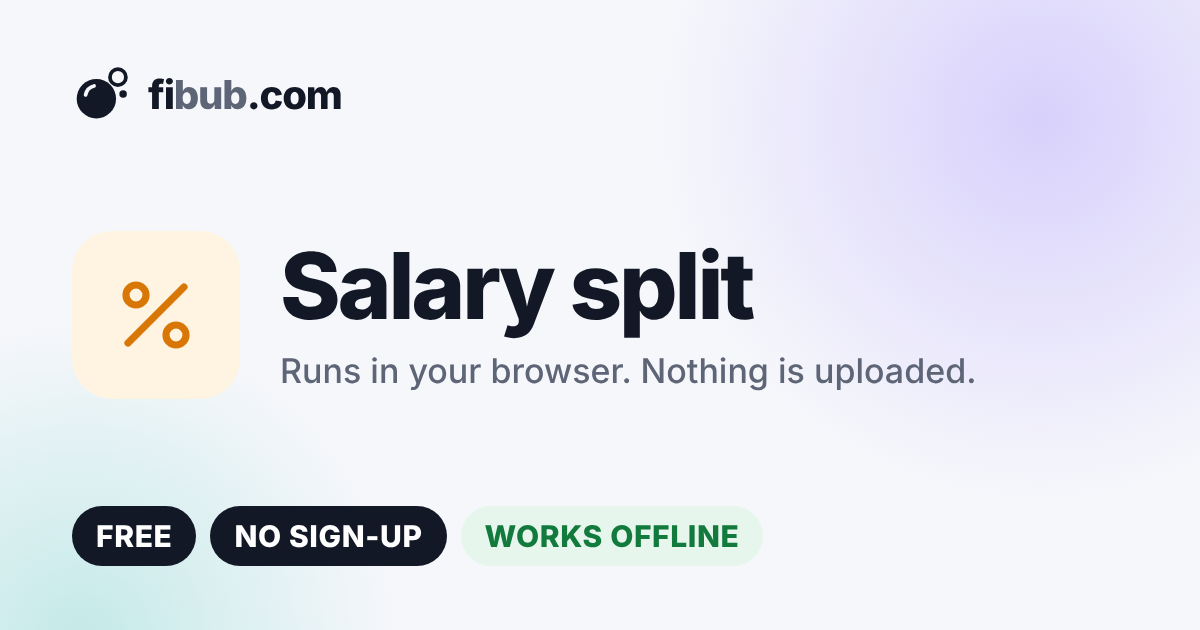 fibub.com
Salary split
Runs in your browser. Nothing is uploaded.
FREE NO SIGN-UP WORKS OFFLINE